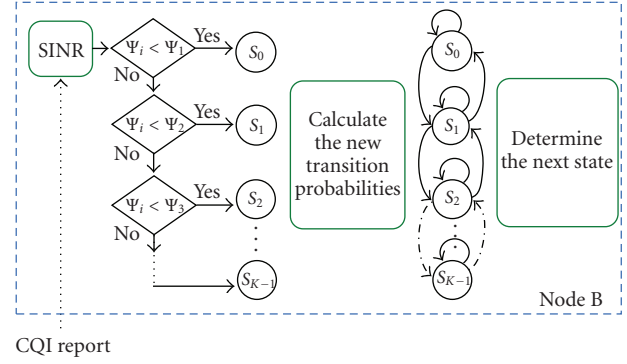 SINR
Ψi < Ψ1
Yes
S0
No
Ψi < Ψ2
Yes
S1
No
Ψi < Ψ3
Yes
S2
No
SK−1
Calculate
the new
transition
probabilities
S0
S1
S2
SK−1
Determine
the next state
Node B
CQI report